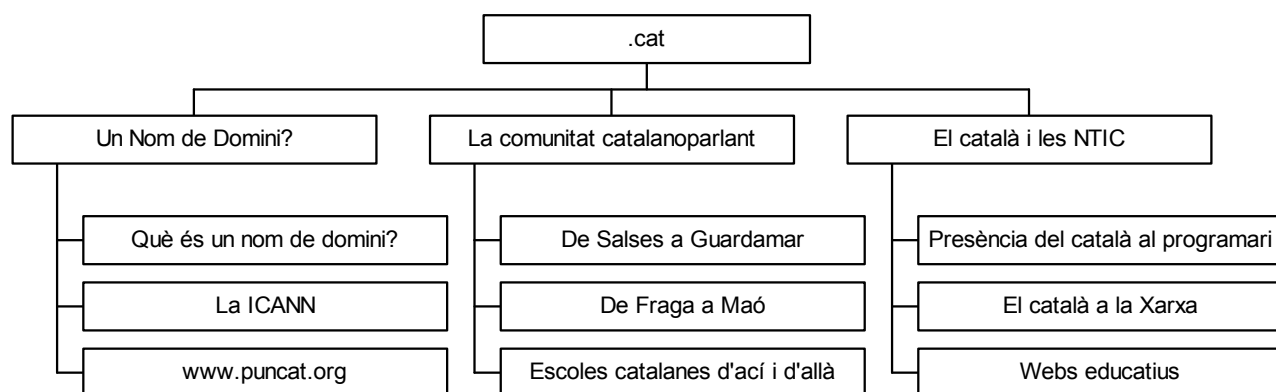 .cat
Un Nom de Domini?
La comunitat catalanoparlant
El català i les NTIC
Què és un nom de domini?
De Salses a Guardamar
Presència del català al programari
La ICANN
De Fraga a Maó
El català a la Xarxa
www.puncat.org
Escoles catalanes d'ací i d'allà
Webs educatius